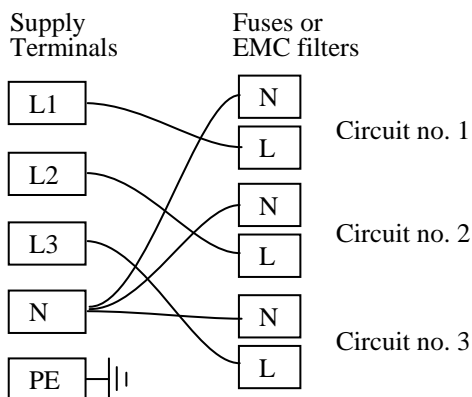 Supply
Terminals
Fuses or
EMC filters
L1
L2
L3
N
PE
N
L
Circuit no. 1
N
L
Circuit no. 2
N
L
Circuit no. 3